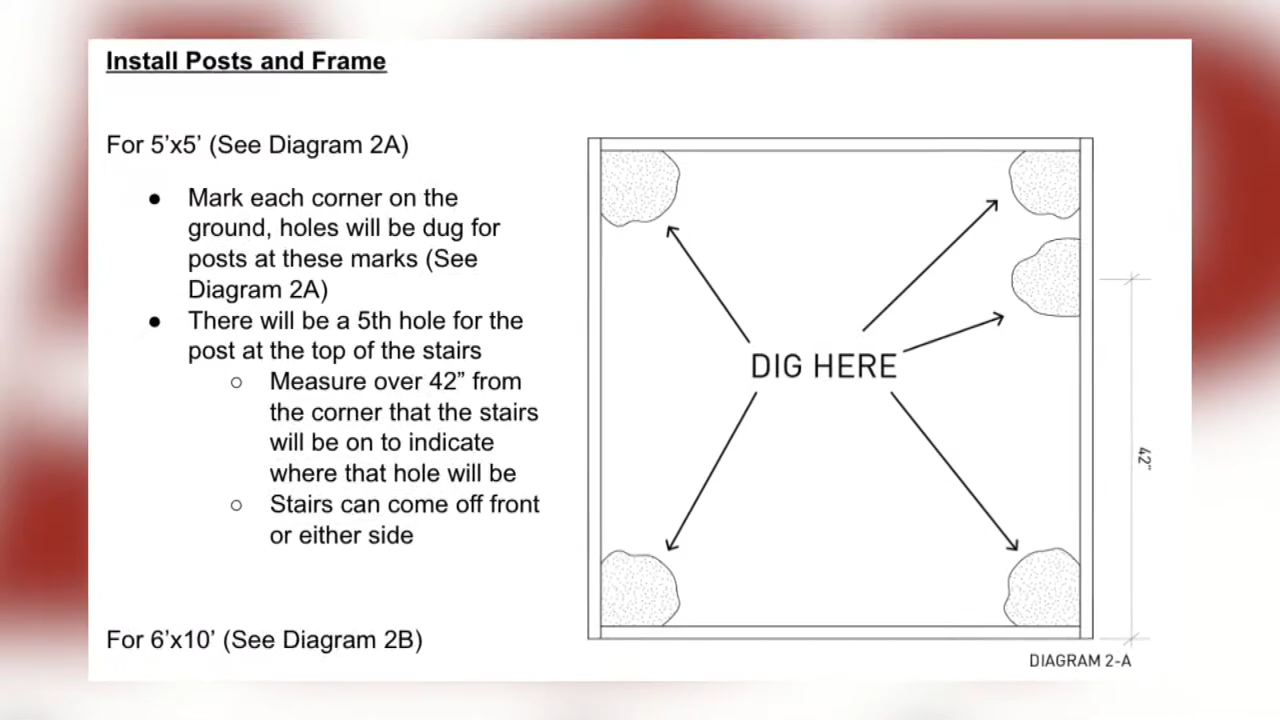 Install Posts and Frame
For 5’x5’ (See Diagram 2A)
● Mark each corner on the
ground, holes will be dug for
posts at these marks (See
Diagram 2A)
● There will be a 5th hole for the
post at the top of the stairs
○ Measure over 42” from
the corner that the stairs
will be on to indicate
where that hole will be
○ Stairs can come off front
or either side
For 6’x10’ (See Diagram 2B)
DIG HERE
42"
DIAGRAM 2-A